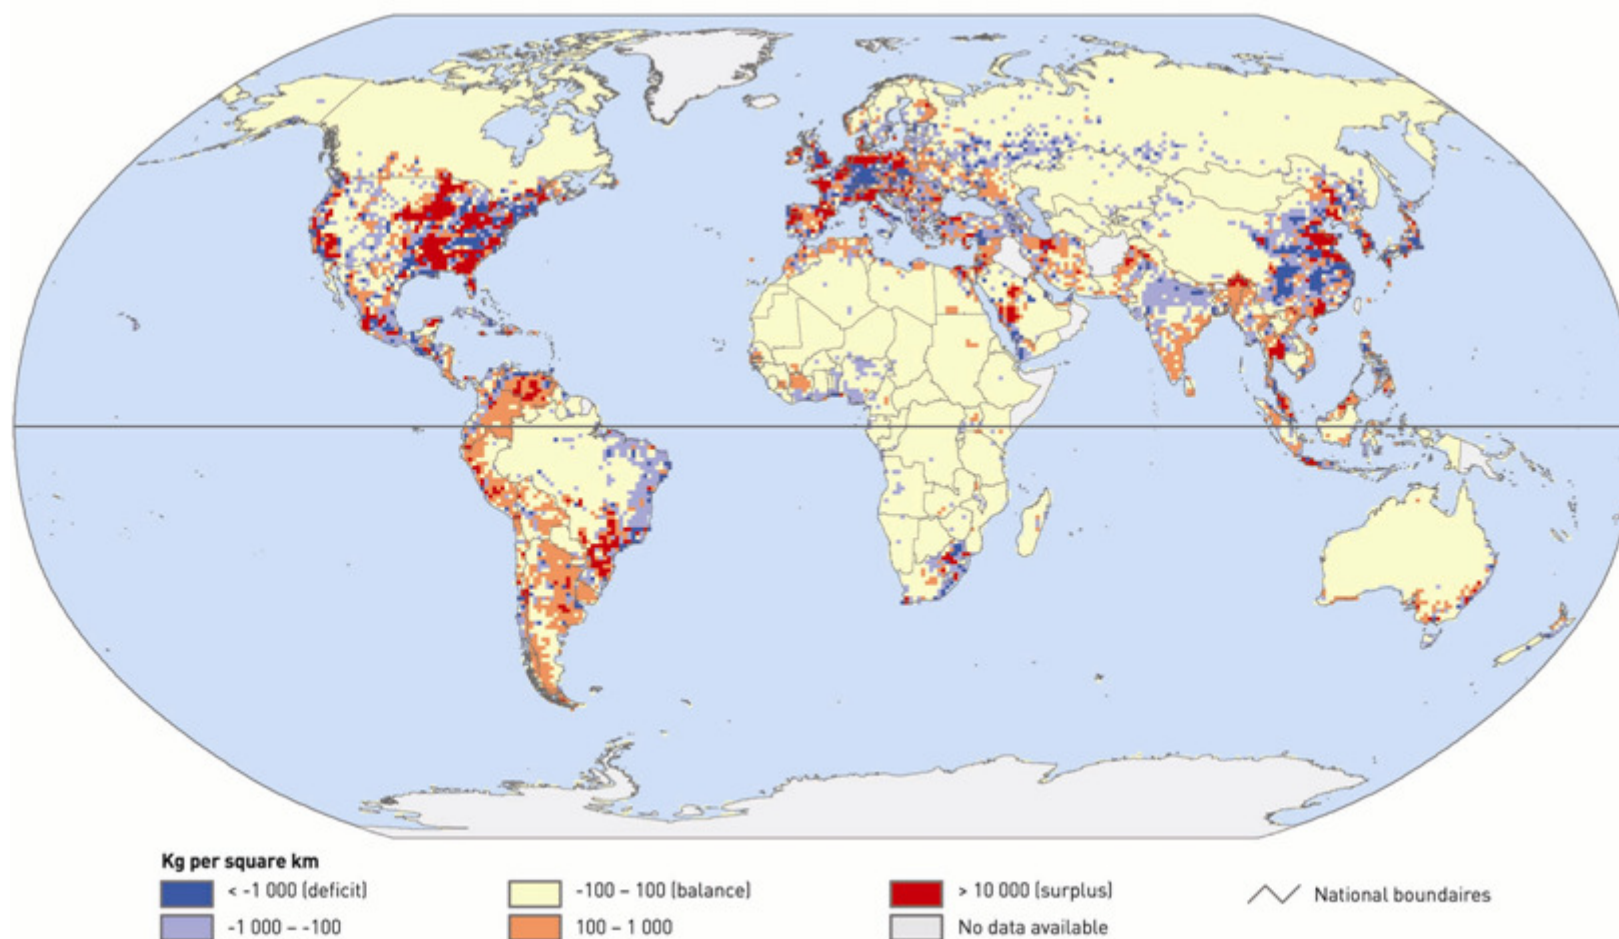 Kg per square km
< -1 000 (deficit)
-1 000 – -100
-100 – 100 (balance)
100 – 1 000
> 10 000 (surplus)
No data available
National boundaires